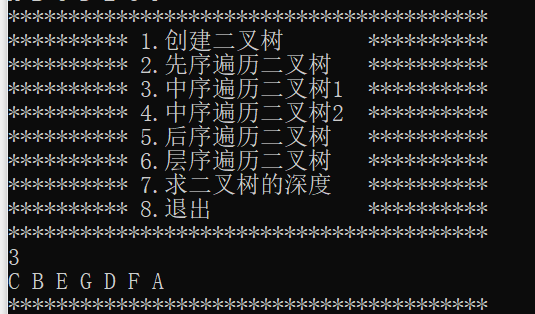 ****************************************
********** 1.创建二叉树       **********
********** 2.先序遍历二叉树   **********
********** 3.中序遍历二叉树1  **********
********** 4.中序遍历二叉树2  **********
********** 5.后序遍历二叉树   **********
********** 6.层序遍历二叉树   **********
********** 7.求二叉树的深度   **********
********** 8.退出             **********
****************************************
3
C B E G D F A
****************************************